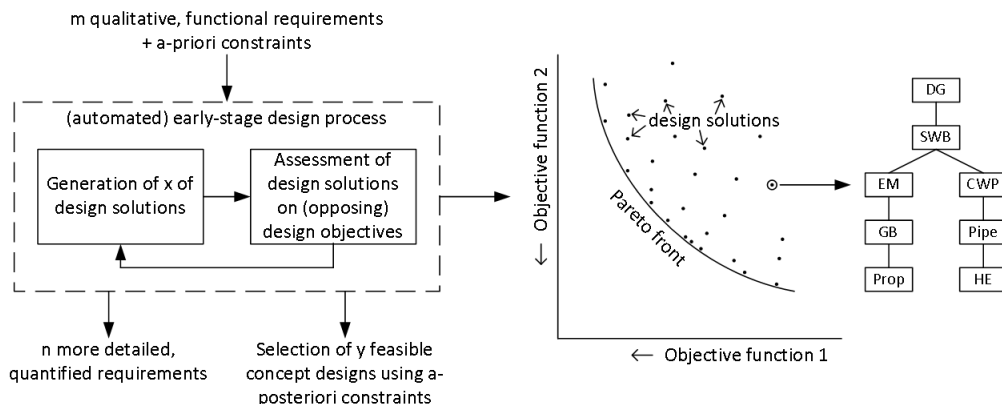 m qualitative, functional requirements
+ a-priori constraints
(automated) early-stage design process
Generation of x of
design solutions
Assessment of
design solutions
on (opposing)
design objectives
n more detailed,
quantified requirements
Selection of y feasible
concept designs using a-
posteriori constraints
← Objective function 2
design solutions
Pareto front
← Objective function 1
DG
SWB
EM
CWP
GB
Pipe
Prop
HE